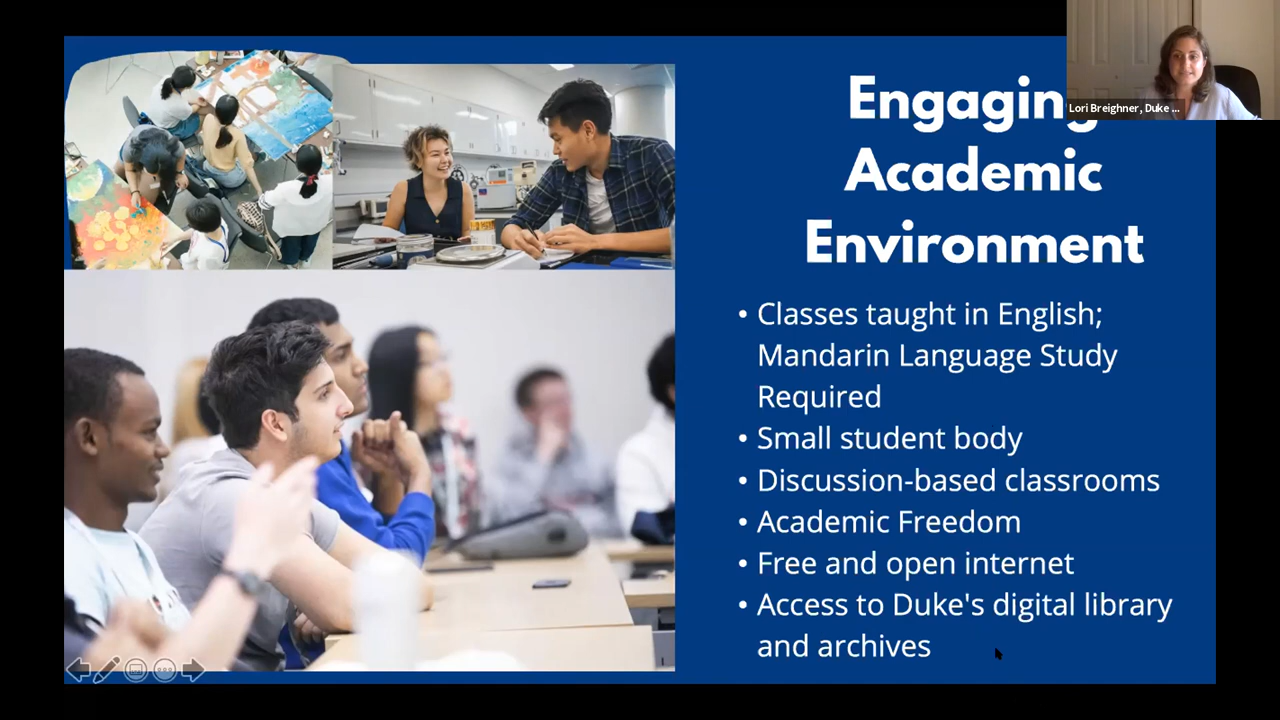 Engaging
Academic
Environment
Lori Breighner, Duke ...
• Classes taught in English;
Mandarin Language Study
Required
• Small student body
• Discussion-based classrooms
• Academic Freedom
• Free and open internet
• Access to Duke's digital library
and archives